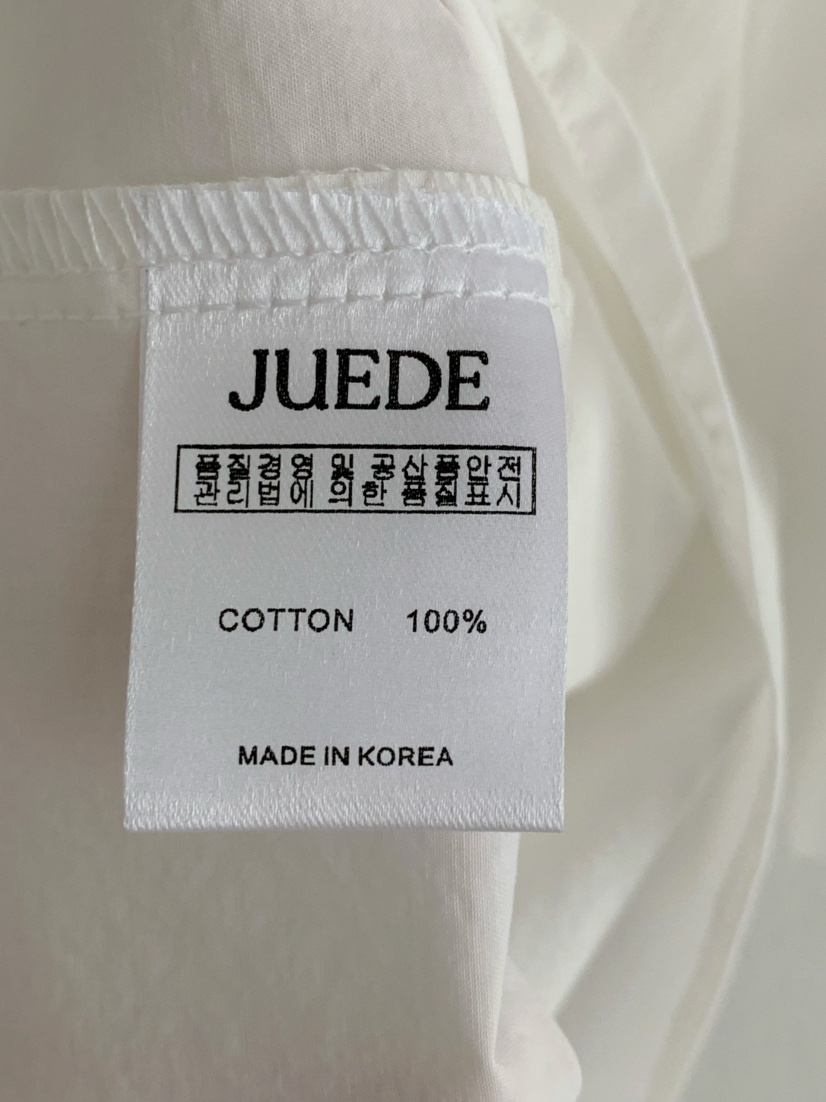 JUEDE
품질경영 및 공산품안전
관리법에 의한 품질표시
COTTON 100%
MADE IN KOREA